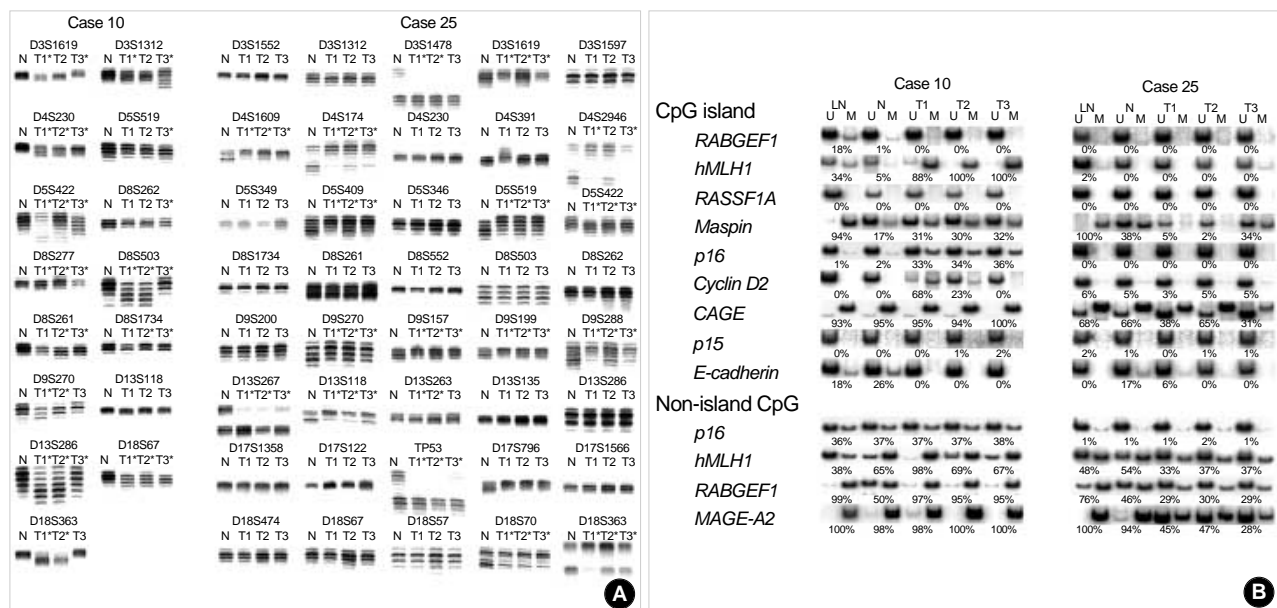 Case 10 Case 25
D3S1619 D3S1312 D3S1552 D3S1312 D3S1478 D3S1619 D3S1597
N T1* T2 T3* N T1* T2 T3* N T1 T2 T3 N T1 T2 T3 N T1*T2* T3 N T1* T2* T3* N T1 T2 T3
D4S230 D5S519 D4S1609 D4S174 D4S230 D4S391 D4S2946
N T1*T2*T3* N T1 T2 T3 N T1*T2*T3* N T1*T2*T3* N T1 T2 T3 N T1* T2 T3 N T1*T2*T3*
D5S422 D8S262 D5S349 D5S409 D5S346 D5S519 D5S422
N T1*T2*T3* N T1 T2 T3 N T1 T2 T3 N T1 T2 T3 N T1 T2 T3 N T1*T2*T3* N T1*T2*T3*
D8S277 D8S503 D8S1734 D8S261 D8S552 D8S503 D8S262
N T1*T2*T3* N T1*T2*T3* N T1 T2 T3 N T1 T2 T3 N T1 T2 T3 N T1 T2 T3 N T1 T2 T3
D8S261 D8S1734 D9S200 D9S270 D9S157 D9S199 D9S288
N T1 T2 T3 N T1*T2*T3* N T1 T2 T3 N T1*T2*T3* N T1*T2*T3 N T1*T2*T3* N T1*T2*T3*
D9S270 D13S118 D13S267 D13S118 D13S263 D13S135 D13S286
N T1*T2*T3 N T1 T2 T3 N T1*T2*T3* N T1*T2*T3* N T1 T2 T3 N T1 T2 T3 N T1 T2 T3
D13S286 D18S67 D17S1358 D17S122 TP53 D17S796 D17S1566
N T1*T2*T3* N T1*T2*T3* N T1 T2 T3 N T1 T2 T3 N T1*T2*T3* N T1*T2*T3* N T1 T2 T3
D18S363 D18S474 D18S67 D18S57 D18S70 D18S363
N T1*T2* T3 N T1 T2 T3 N T1 T2 T3 N T1 T2 T3 N T1*T2*T3* N T1*T2*T3*
A
Case 10 Case 25
LN N T1 T2 T3 LN N T1 T2 T3
CpG island U M U M U M U M U M U M U M U M U M U M
RABGEF1
18% 1% 0% 0% 0% 0% 0% 0% 0% 0%
hMLH1
34% 5% 88% 100% 100% 2% 0% 0% 0% 0%
RASSF1A
0% 0% 0% 0% 0% 0% 0% 0% 0% 0%
Maspin
94% 17% 31% 30% 32% 100% 38% 5% 2% 34%
p16
1% 2% 33% 34% 36% 0% 0% 0% 0% 0%
Cyclin D2
0% 0% 68% 23% 0% 6% 5% 3% 5% 5%
CAGE
93% 95% 95% 94% 100% 68% 66% 38% 65% 31%
p15
0% 0% 0% 1% 2% 2% 1% 0% 1% 1%
E-cadherin
18% 26% 0% 0% 0% 0% 17% 6% 0% 0%
Non-island CpG
p16
36% 37% 37% 37% 38% 1% 1% 1% 2% 1%
hMLH1
38% 65% 98% 69% 67% 48% 54% 33% 37% 37%
RABGEF1
99% 50% 97% 95% 95% 76% 46% 29% 30% 29%
MAGE-A2
100% 98% 98% 100% 100% 100% 94% 45% 47% 28%
B